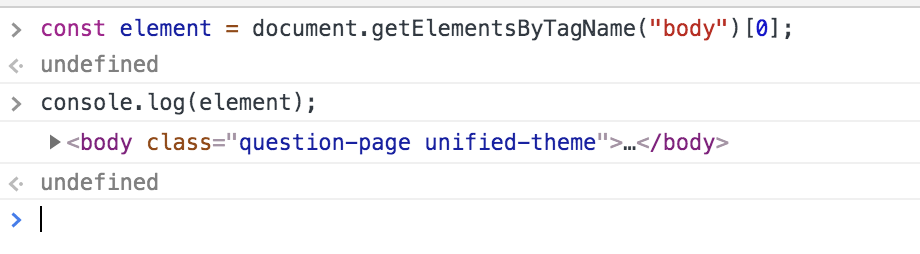 const element = document.getElementsByTagName("body")[0];
undefined
console.log(element);
<body class="question-page unified-theme">…</body>
undefined